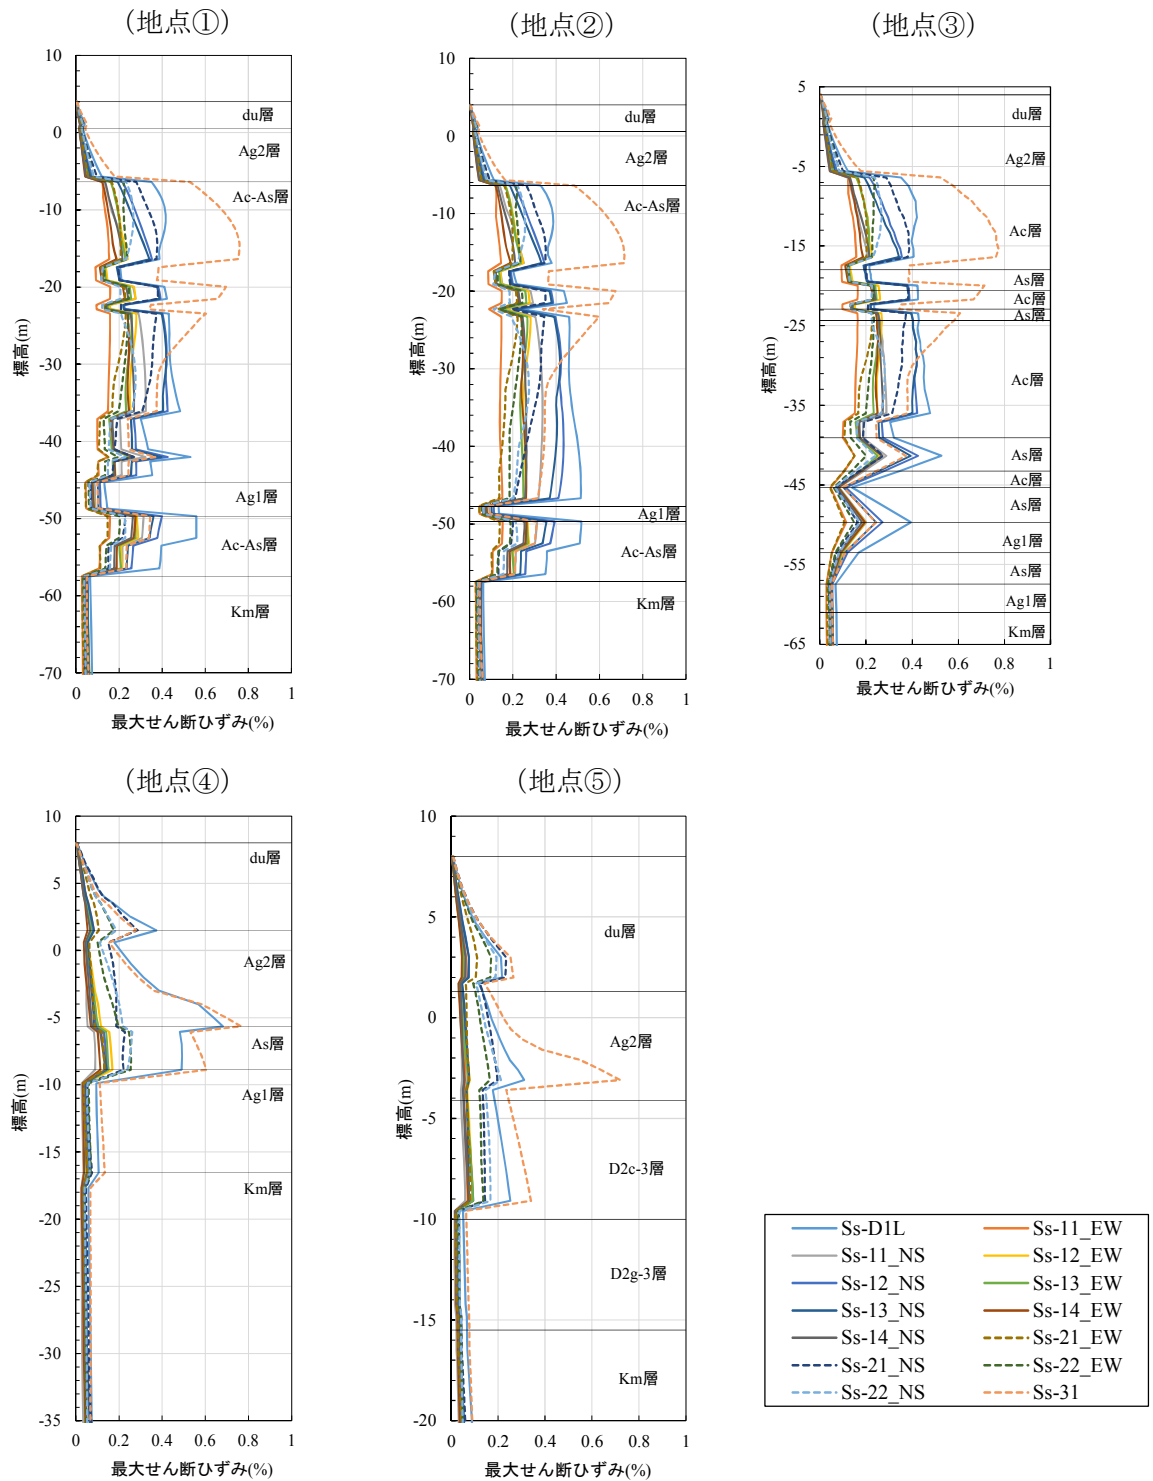 (地点①)
10
0
-10
-20
-30
-40
-50
-60
-70
標高(m)
du層
Ag2層
Ac-As層
Ag1層
Ac-As層
Km層
0
0.2
0.4
0.6
0.8
1
最大せん断ひずみ(%)
(地点②)
10
0
-10
-20
-30
-40
-50
-60
-70
標高(m)
du層
Ag2層
Ac-As層
Ag1層
Ac-As層
Km層
0
0.2
0.4
0.6
0.8
1
最大せん断ひずみ(%)
(地点③)
5
-5
-15
-25
-35
-45
-55
-65
標高(m)
du層
Ag2層
Ac層
As層
Ac層
As層
Ac層
As層
Ac層
As層
Ag1層
As層
Ag1層
Km層
0
0.2
0.4
0.6
0.8
1
最大せん断ひずみ(%)
(地点④)
10
5
0
-5
-10
-15
-20
-25
-30
-35
標高(m)
du層
Ag2層
As層
Ag1層
Km層
0
0.2
0.4
0.6
0.8
1
最大せん断ひずみ(%)
(地点⑤)
10
5
0
-5
-10
-15
-20
標高(m)
du層
Ag2層
D2c-3層
D2g-3層
Km層
0
0.2
0.4
0.6
0.8
1
最大せん断ひずみ(%)
Ss-D1L Ss-11_EW
Ss-11_NS Ss-12_EW
Ss-12_NS Ss-13_EW
Ss-13_NS Ss-14_EW
Ss-14_NS Ss-21_EW
Ss-21_NS Ss-22_EW
Ss-22_NS Ss-31